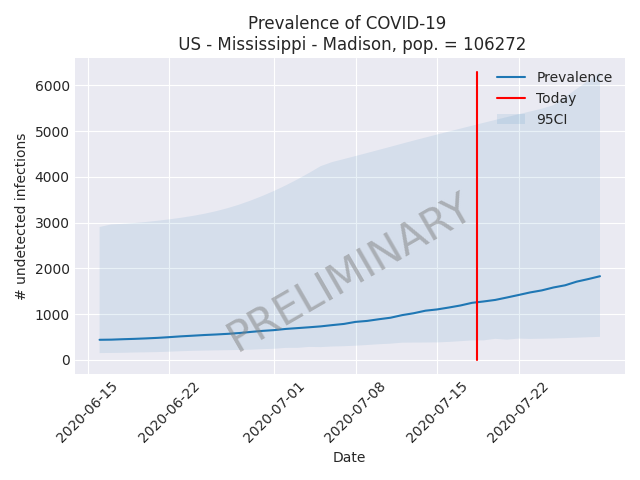 Prevalence of COVID-19
US - Mississippi - Madison, pop. = 106272
Prevalence
Today
95CI
# undetected infections
6000
5000
4000
3000
2000
1000
0
PRELIMINARY
2020-06-15
2020-06-22
2020-07-01
2020-07-08
2020-07-15
2020-07-22
Date